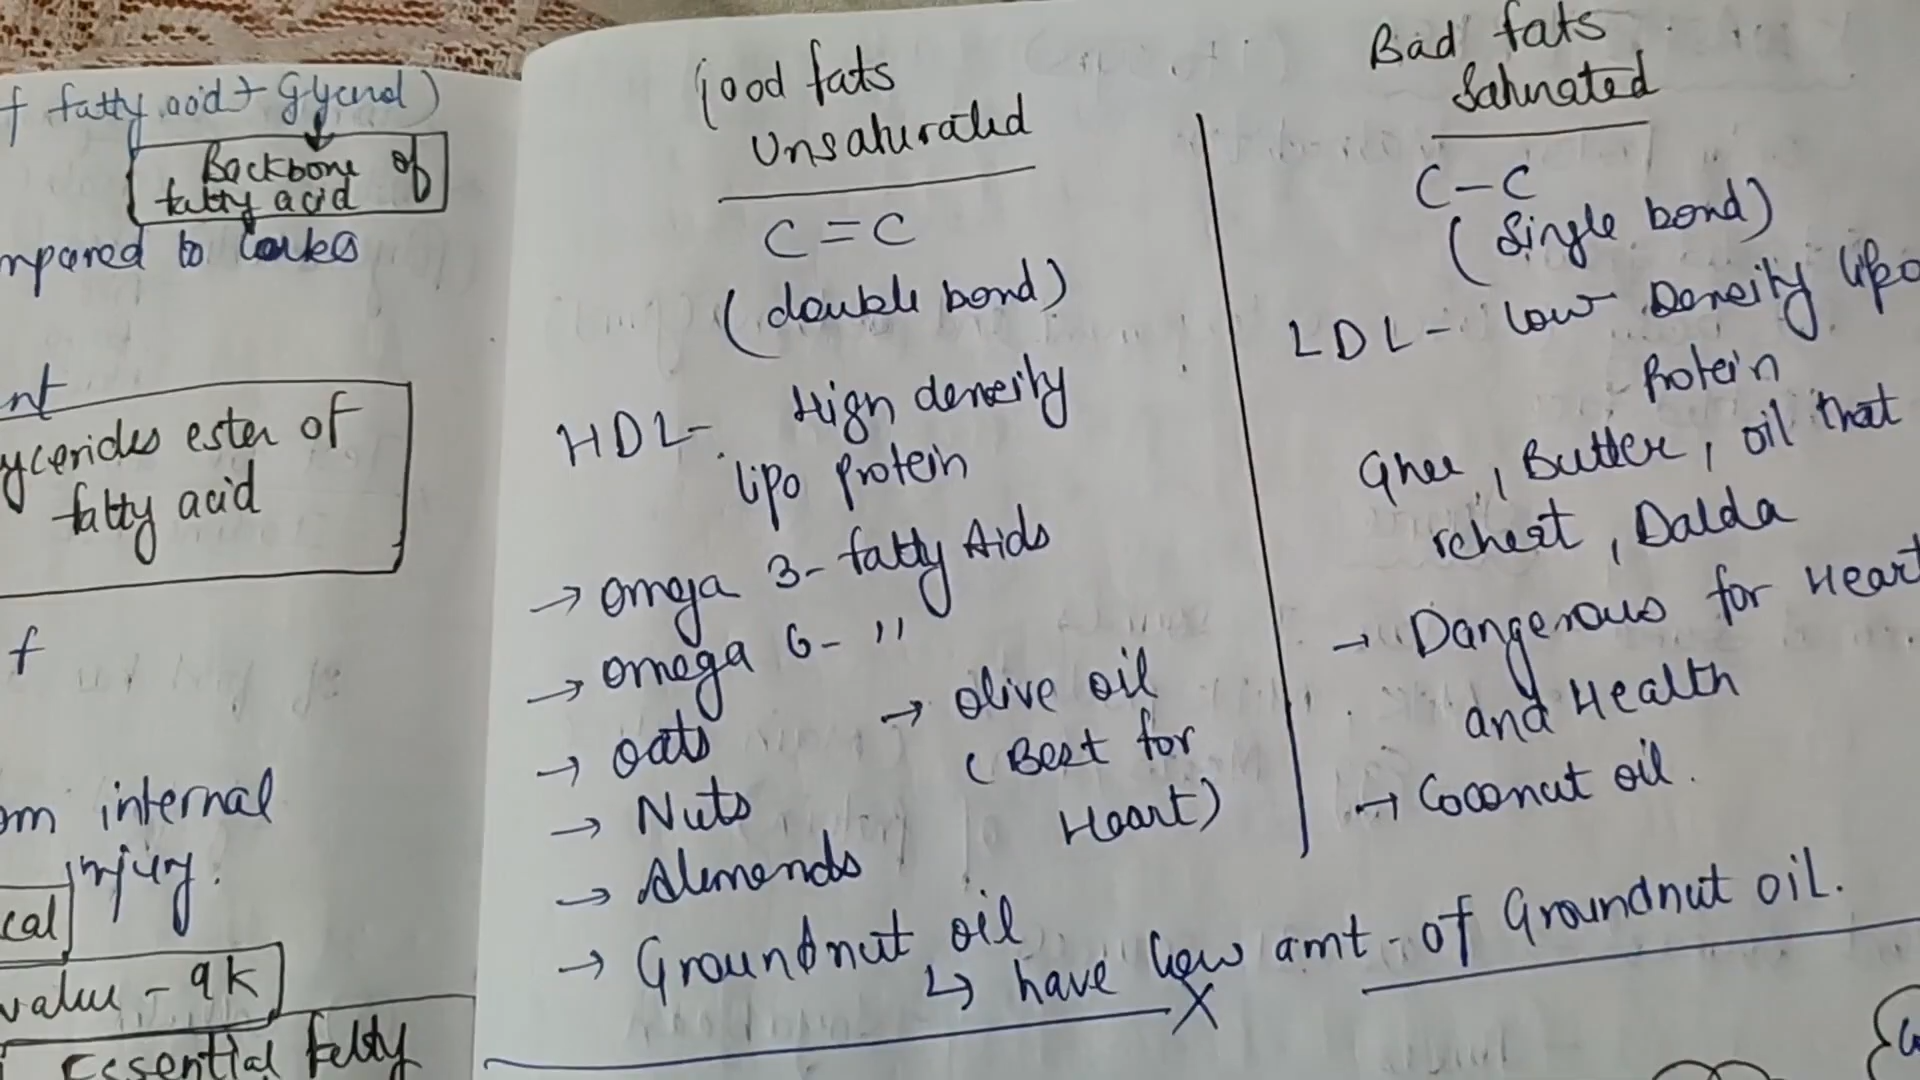 f fatty acid + Glycerol)
Backbone of
fatty acid
mpared to carbs
nt
ycerides ester of
fatty acid
f
om internal
injury.
cal
value - 9k
Essential fatty
Good fats
Unsaturated
C=C
(double bond)
HDL- High density
lipo protein
→ Omega 3- fatty Aids
→ Omega 6- "
→ Oats
→ Nuts
→ Almonds
→ Groundnut oil
→ Olive oil
(Best for
Heart)
↳ have low amt - of Groundnut oil.
X
Bad fats
Saturated
C-C
(Single bond)
LDL- Low Density lipo
Protein
Ghee, Butter, oil that
reheat, Dalda
→ Dangerous for Heart
and Health
→ Coconut oil.